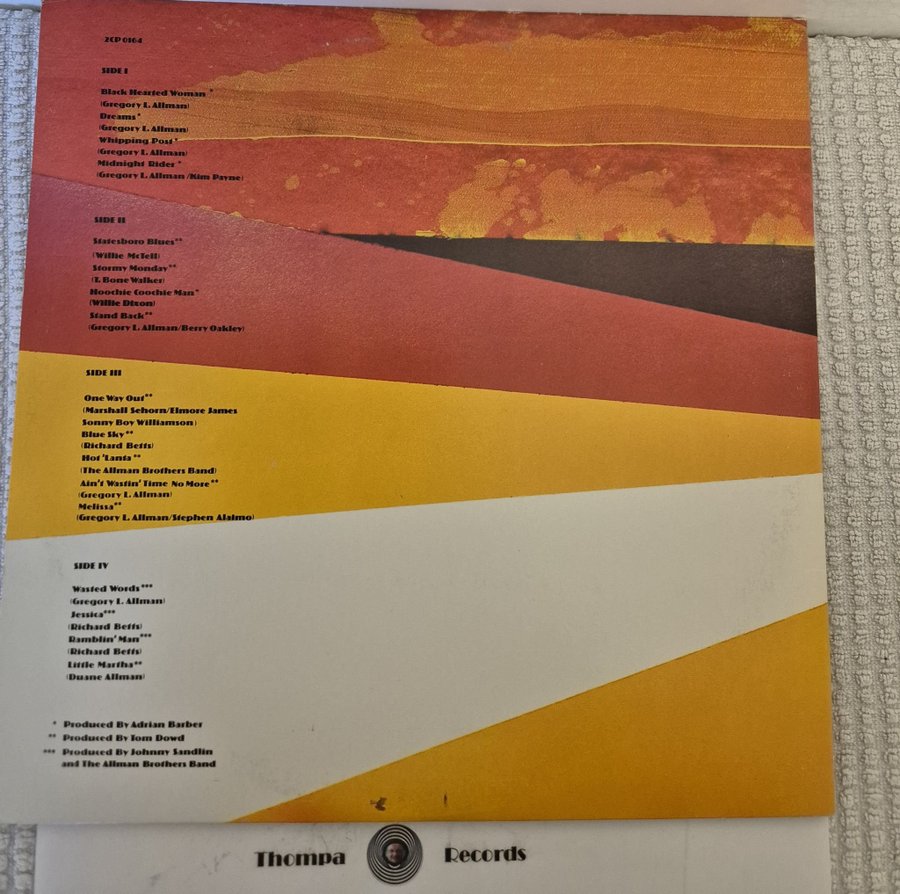 2CP 0164
SIDE I
Black Hearted Woman *
(Gregory L. Allman)
Dreams *
(Gregory L. Allman)
Whipping Post *
(Gregory L. Allman)
Midnight Rider *
(Gregory L. Allman/Kim Payne)
SIDE II
Statesboro Blues**
(Willie McTell)
Stormy Monday**
(T. Bone Walker)
Hoochie Coochie Man*
(Willie Dixon)
Stand Back**
(Gregory L. Allman/Berry Oakley)
SIDE III
One Way Out**
(Marshall Sehorn/Elmore James
Sonny Boy Williamson)
Blue Sky**
(Richard Betts)
Hot 'Lanta **
(The Allman Brothers Band)
Ain't Wastin' Time No More**
(Gregory L. Allman)
Melissa**
(Gregory L. Allman/Stephen Alaimo)
SIDE IV
Wasted Words***
(Gregory L. Allman)
Jessica***
(Richard Betts)
Ramblin' Man***
(Richard Betts)
Little Martha**
(Duane Allman)
* Produced By Adrian Barber
** Produced By Tom Dowd
*** Produced By Johnny Sandlin
and The Allman Brothers Band
Thompa Records